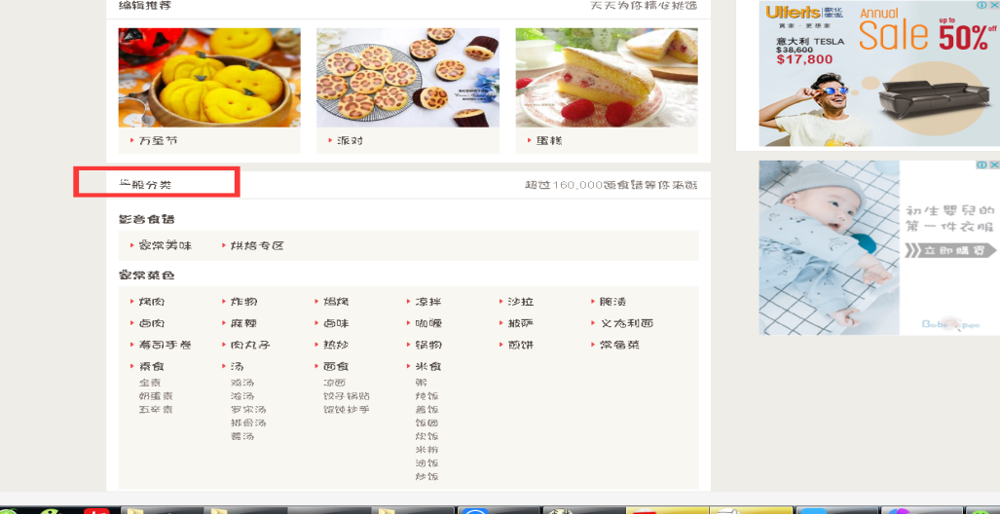 编辑推荐 天天为你精心挑选
万圣节 派对 蛋糕
一般分类 超过160,000道食谱等你来逛
影音食谱
家常美味 烘焙专区
家常菜色
烤肉 炸物 焗烤 凉拌 沙拉 腌渍
卤肉 麻辣 卤味 咖喱 披萨 义大利面
寿司手卷 肉丸子 热炒 锅物 煎饼 常备菜
素食 汤 面食 米食
全素 鸡汤 凉面 粥
奶蛋素 浓汤 饺子锅贴 炖饭
五辛素 罗宋汤 馄饨抄手 盖饭
排骨汤 饭团
姜汤 炊饭
米粉
油饭
炒饭
Ulferts 歐化傢俬
買家·更想家
Annual
Sale up to 50% off
意大利 TESLA
$38,600
$17,800
初生嬰兒的
第一件衣服
立即購買